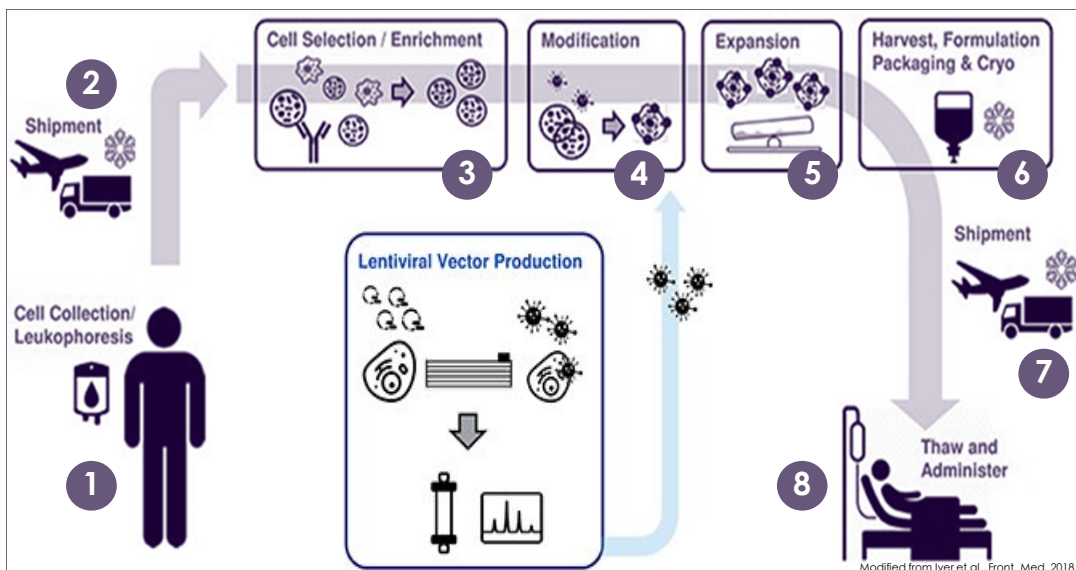 Cell Selection / Enrichment
3
Modification
4
Expansion
5
Harvest, Formulation
Packaging & Cryo
6
2
Shipment
Lentiviral Vector Production
Cell Collection/
Leukophoresis
1
Shipment
7
Thaw and
Administer
8
Modified from Iyer et al., Front. Med. 2018